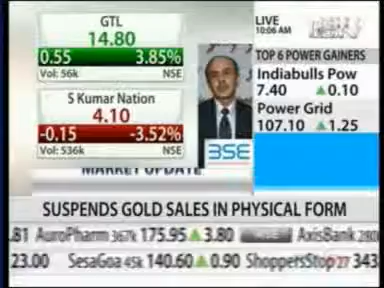 GTL
14.80
0.55 3.85%
Vol: 56k NSE
S Kumar Nation
4.10
-0.15 -3.52%
Vol: 536k NSE
MARKET UPDATE
BSE
LIVE
10:06 AM
TOP 6 POWER GAINERS
Indiabulls Pow
7.40 ▲0.10
Power Grid
107.10 ▲1.25
SUSPENDS GOLD SALES IN PHYSICAL FORM
.81 AuroPharm 367k 175.95▲3.80 AxisBank 280
23.00 SesaGoa 45k 140.60▲0.90 ShoppersStop 27 343